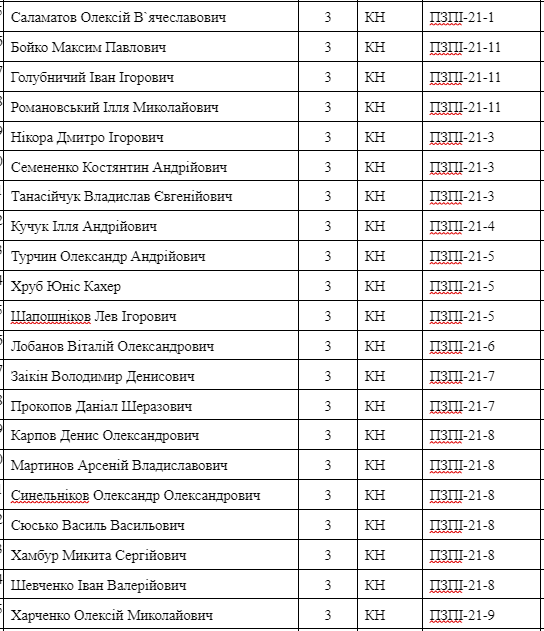 Саламатов Олексій В`ячеславович 3 КН ПЗПІ-21-1
Бойко Максим Павлович 3 КН ПЗПІ-21-11
Голубничий Іван Ігорович 3 КН ПЗПІ-21-11
Романовський Ілля Миколайович 3 КН ПЗПІ-21-11
Нікора Дмитро Ігорович 3 КН ПЗПІ-21-3
Семененко Костянтин Андрійович 3 КН ПЗПІ-21-3
Танасійчук Владислав Євгенійович 3 КН ПЗПІ-21-3
Кучук Ілля Андрійович 3 КН ПЗПІ-21-4
Турчин Олександр Андрійович 3 КН ПЗПІ-21-5
Хруб Юніс Кахер 3 КН ПЗПІ-21-5
Шапошніков Лев Ігорович 3 КН ПЗПІ-21-5
Лобанов Віталій Олександрович 3 КН ПЗПІ-21-6
Заікін Володимир Денисович 3 КН ПЗПІ-21-7
Прокопов Даніал Шеразович 3 КН ПЗПІ-21-7
Карпов Денис Олександрович 3 КН ПЗПІ-21-8
Мартинов Арсеній Владиславович 3 КН ПЗПІ-21-8
Синельніков Олександр Олександрович 3 КН ПЗПІ-21-8
Сюсько Василь Васильович 3 КН ПЗПІ-21-8
Хамбур Микита Сергійович 3 КН ПЗПІ-21-8
Шевченко Іван Валерійович 3 КН ПЗПІ-21-8
Харченко Олексій Миколайович 3 КН ПЗПІ-21-9